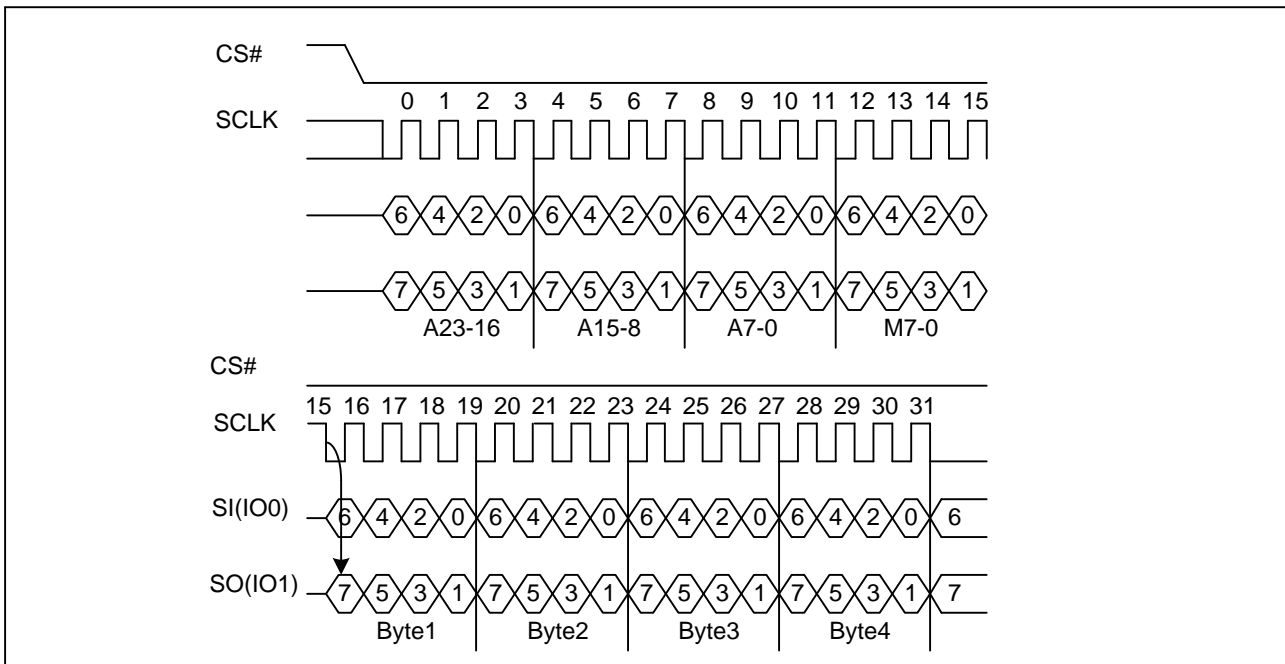 CS#
0 1 2 3 4 5 6 7 8 9 10 11 12 13 14 15
SCLK
6 4 2 0 6 4 2 0 6 4 2 0 6 4 2 0
7 5 3 1 7 5 3 1 7 5 3 1 7 5 3 1
A23-16 A15-8 A7-0 M7-0
CS#
15 16 17 18 19 20 21 22 23 24 25 26 27 28 29 30 31
SCLK
SI(IO0) 6 4 2 0 6 4 2 0 6 4 2 0 6 4 2 0 6
SO(IO1) 7 5 3 1 7 5 3 1 7 5 3 1 7 5 3 1 7
Byte1 Byte2 Byte3 Byte4